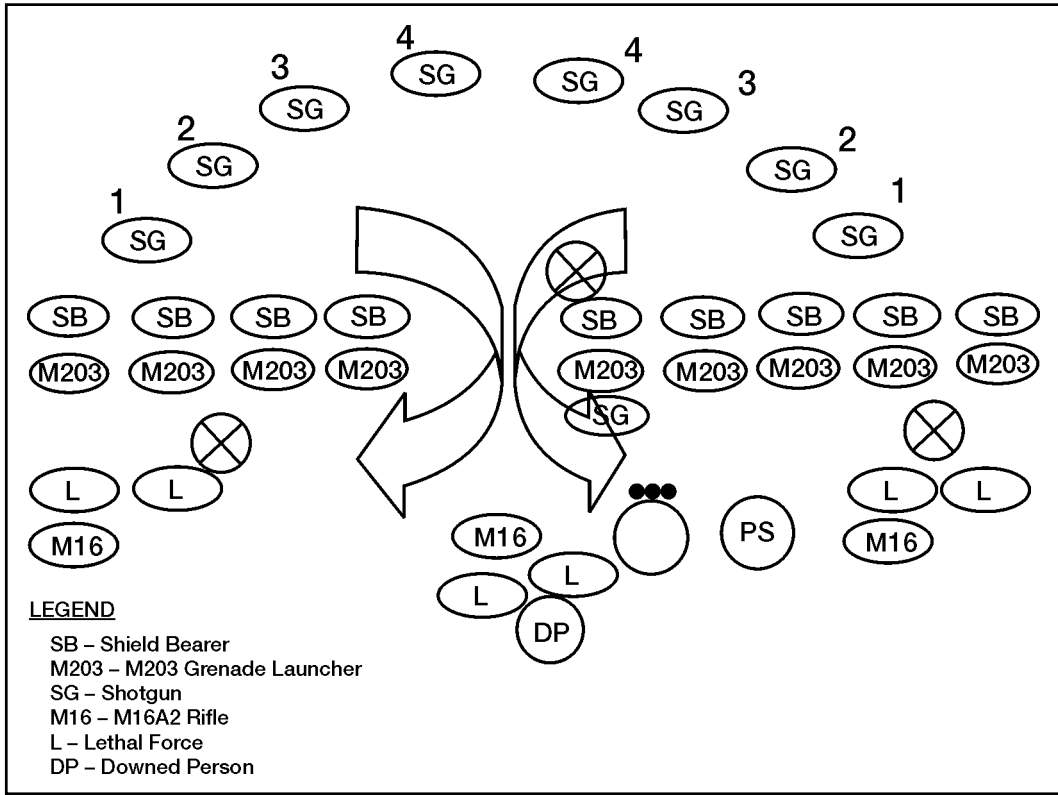 4 4
3 3
SG SG
SG SG
2 2
SG SG
1 1
SG SG
SB SB SB SB SB SB SB SB SB
M203 M203 M203 M203 M203 M203 M203 M203 M203
SG
L L L L
M16 M16 PS M16
L
L
DP
LEGEND
SB – Shield Bearer
M203 – M203 Grenade Launcher
SG – Shotgun
M16 – M16A2 Rifle
L – Lethal Force
DP – Downed Person